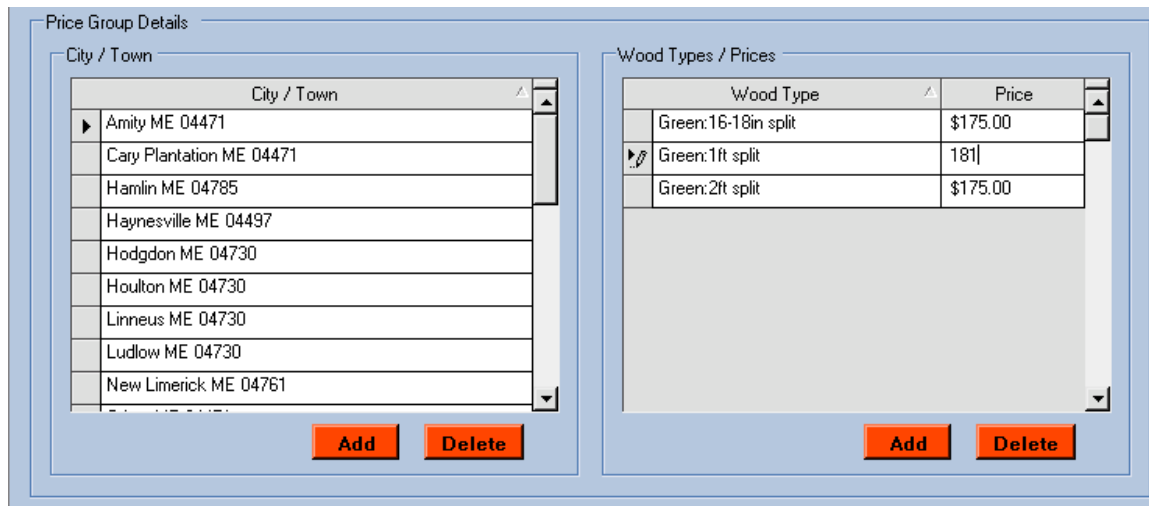 Price Group Details
City / Town
City / Town
Amity ME 04471
Cary Plantation ME 04471
Hamlin ME 04785
Haynesville ME 04497
Hodgdon ME 04730
Houlton ME 04730
Linneus ME 04730
Ludlow ME 04730
New Limerick ME 04761
Add Delete
Wood Types / Prices
Wood Type Price
Green:16-18in split $175.00
Green:1ft split 181
Green:2ft split $175.00
Add Delete